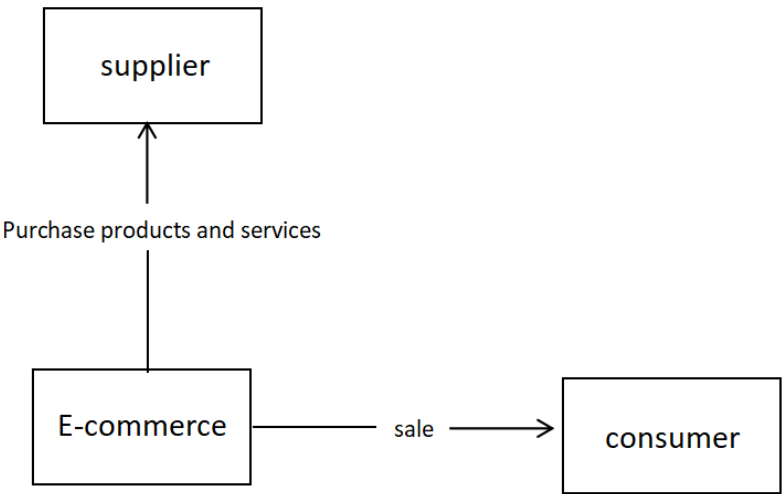 supplier
Purchase products and services
E-commerce
sale
consumer